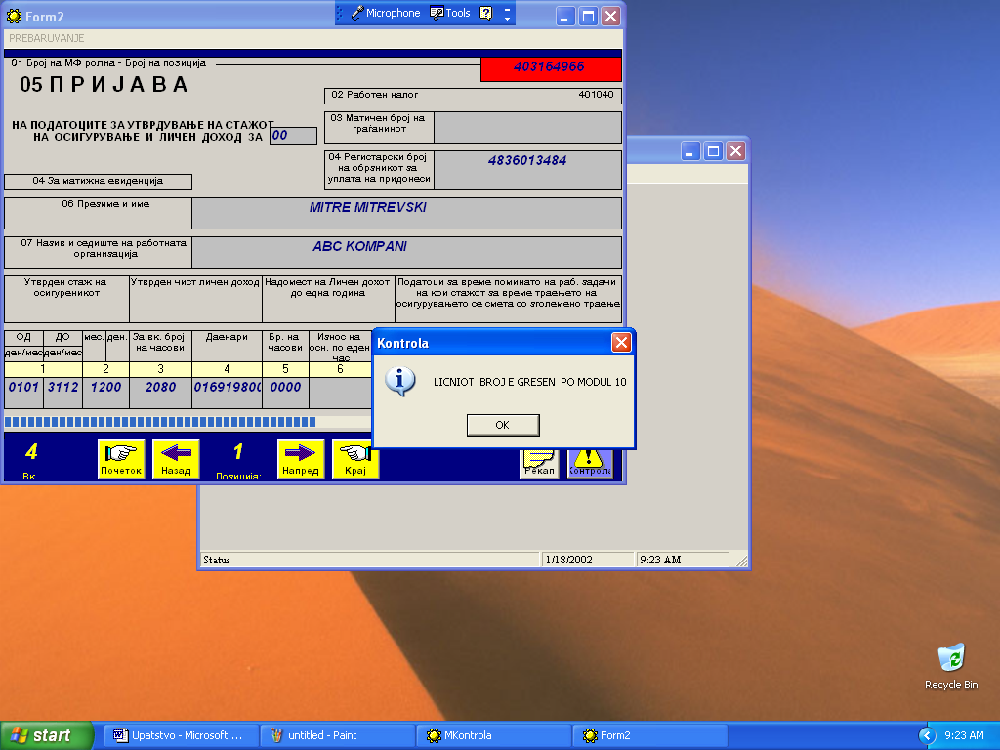 Form2
Microphone
Tools
PREBARUVANJE
01 Број на МФ ролна - Број на позиција
403164966
05 П Р И Ј А В А
02 Работен налог
401040
НА ПОДАТОЦИТЕ ЗА УТВРДУВАЊЕ НА СТАЖОТ
НА ОСИГУРУВАЊЕ И ЛИЧЕН ДОХОД ЗА
00
03 Матичен број на
граѓанинот
04 Регистарски број
на обрзникот за
уплата на придонеси
4836013484
04 За матижна евиденција
06 Презиме и име
MITRE MITREVSKI
07 Назив и седиште на работната
организација
ABC KOMPANI
Утврден стаж на
осигуреникот
Утврден чист личен доход
Надомест на Личен дохот
до една година
Податоци за време поминато на раб. задачи
на кои стажот за време траењето на
осигурувањето се смета со зголемено траење
ОД
ден/мес
ДО
ден/мес
мес.
ден.
За вк. број
на часови
Даенари
Бр. на
часови
Износ на
осн. по еден
час
1
2
3
4
5
6
0101
3112
1200
2080
016919800
0000
Kontrola
LICNIOT BROJ E GRESEN PO MODUL 10
OK
4
Вк.
Почеток
Назад
1
Позиција:
Напред
Крај
Рекап
Контрола
Status
1/18/2002
9:23 AM
Recycle Bin
start
Upatstvo - Microsoft ...
untitled - Paint
MKontrola
Form2
9:23 AM